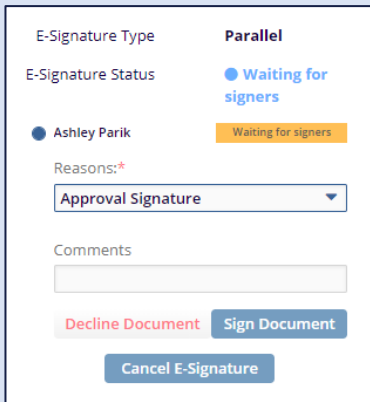 E-Signature Type Parallel
E-Signature Status Waiting for
signers
Ashley Parik Waiting for signers
Reasons:*
Approval Signature
Comments
Decline Document Sign Document
Cancel E-Signature